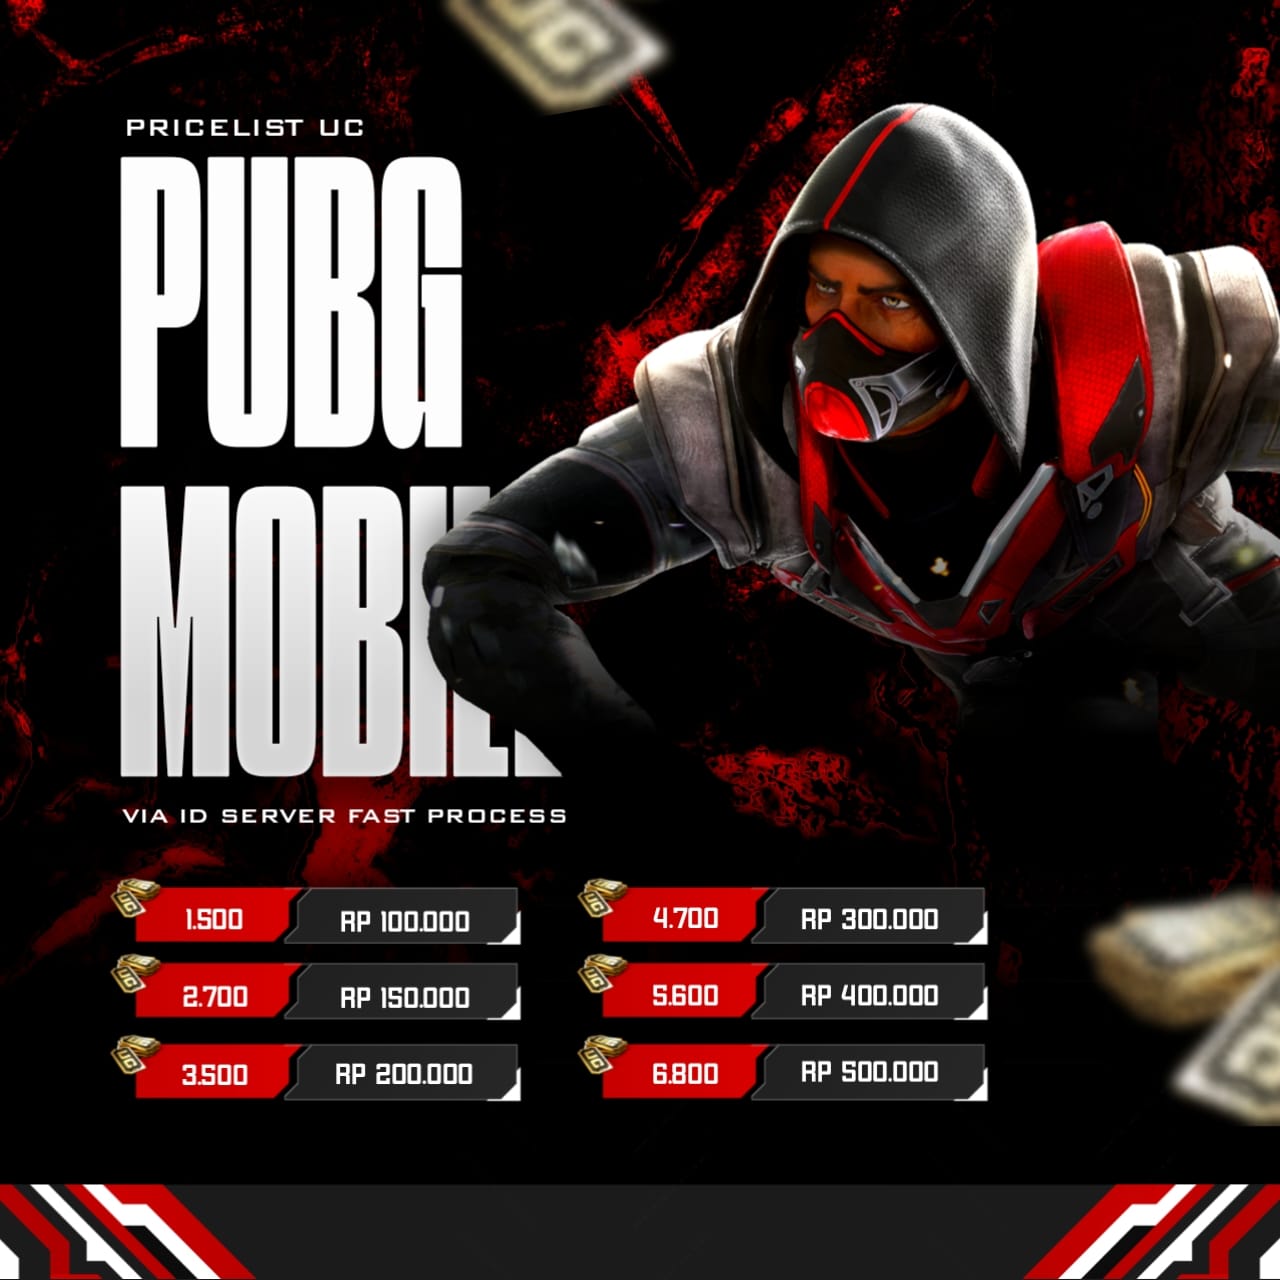 PRICELIST UC
PUBG
MOBIL
VIA ID SERVER FAST PROCESS
1.500 RP 100.000
4.700 RP 300.000
2.700 RP 150.000
5.600 RP 400.000
3.500 RP 200.000
6.800 RP 500.000